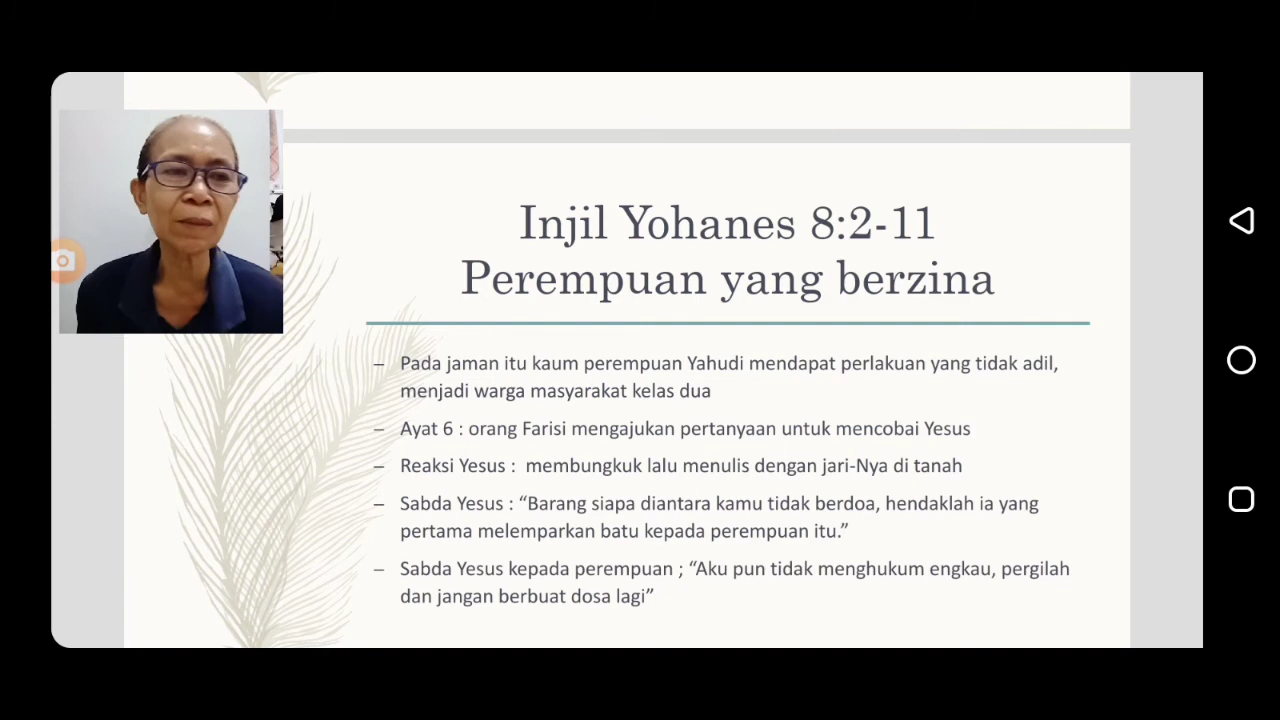 Injil Yohanes 8:2-11
Perempuan yang berzina
– Pada jaman itu kaum perempuan Yahudi mendapat perlakuan yang tidak adil,
menjadi warga masyarakat kelas dua
– Ayat 6 : orang Farisi mengajukan pertanyaan untuk mencobai Yesus
– Reaksi Yesus : membungkuk lalu menulis dengan jari-Nya di tanah
– Sabda Yesus : “Barang siapa diantara kamu tidak berdoa, hendaklah ia yang
pertama melemparkan batu kepada perempuan itu.”
– Sabda Yesus kepada perempuan ; “Aku pun tidak menghukum engkau, pergilah
dan jangan berbuat dosa lagi”